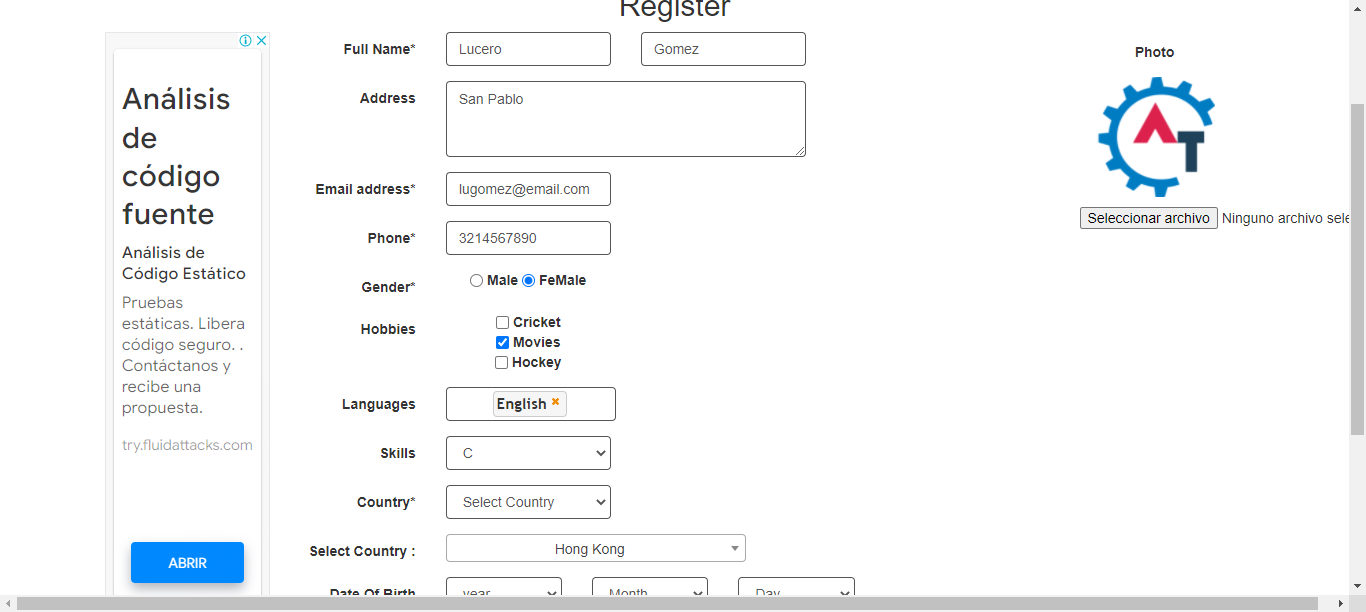 Register
Análisis
de
código
fuente
Análisis de
Código Estático
Pruebas
estáticas. Libera
código seguro. .
Contáctanos y
recibe una
propuesta.
try.fluidattacks.com
ABRIR
Full Name* Lucero Gomez
Address San Pablo
Email address* lugomez@email.com
Phone* 3214567890
Gender* Male FeMale
Hobbies Cricket
Movies
Hockey
Languages English
Skills C
Country* Select Country
Select Country : Hong Kong
Date Of Birth year Month Day
Photo
AT
Seleccionar archivo Ninguno archivo sele